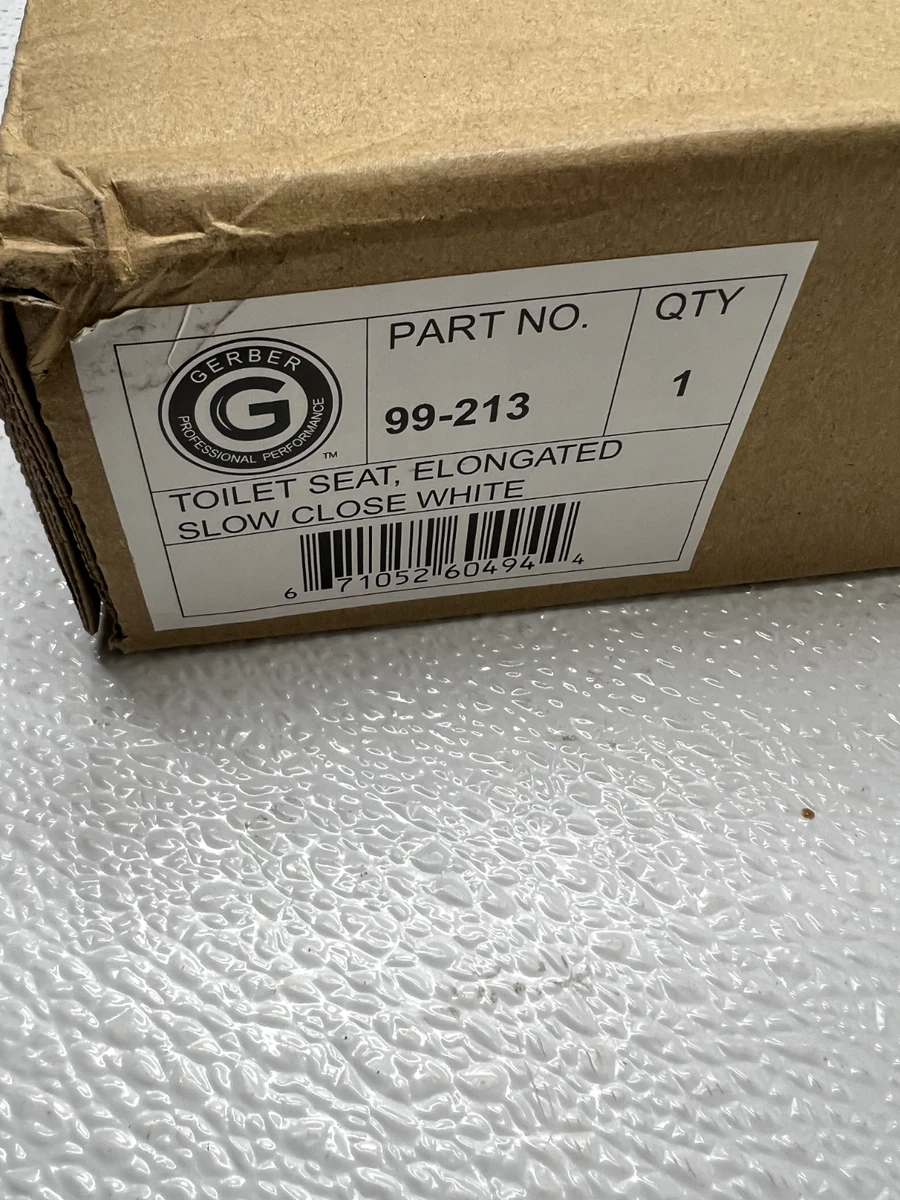 GERBER
G
PROFESSIONAL PERFORMANCE
TM
PART NO.
99-213
QTY
1
TOILET SEAT, ELONGATED
SLOW CLOSE WHITE
6 71052 60494 4